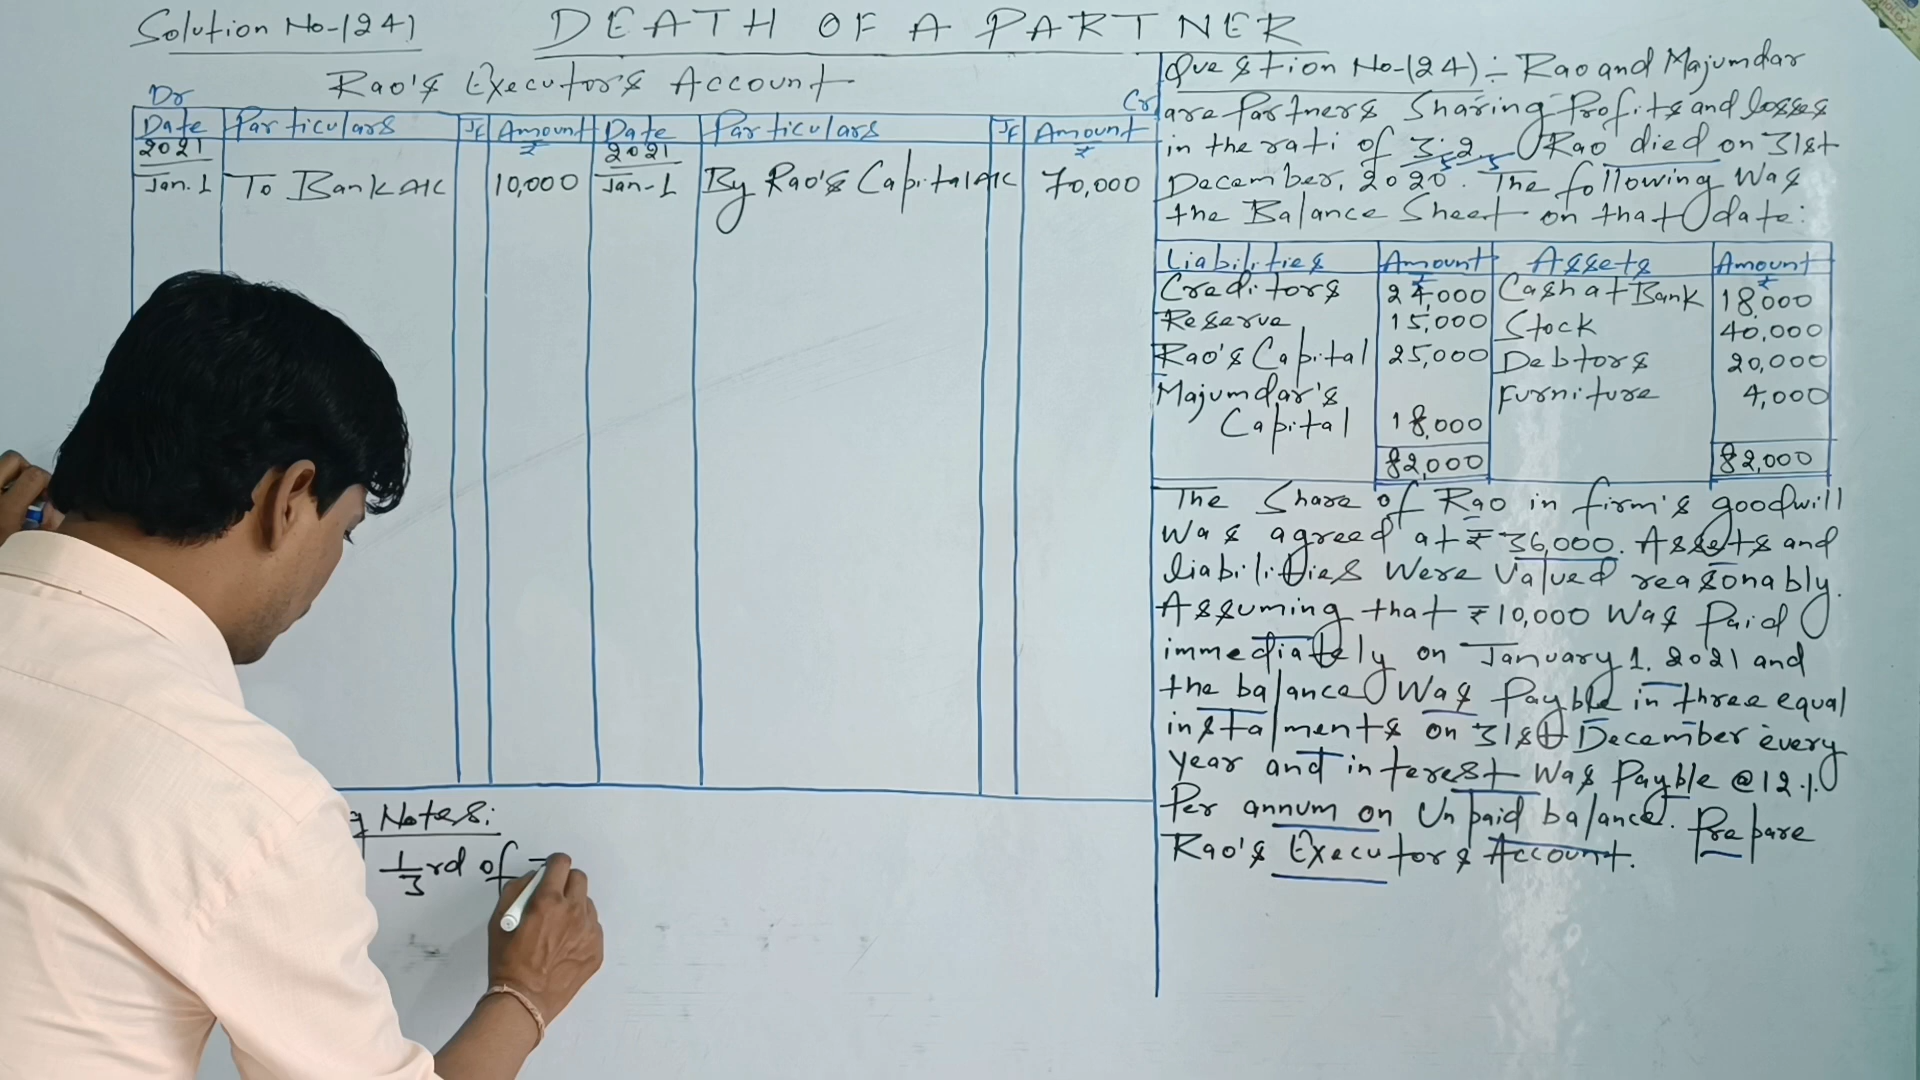 Solution No-(24)
DEATH OF A PARTNER
Rao's Executor's Account
Dr
Cr
Date Particulars J.F Amount ₹ Date Particulars J.F Amount ₹
2021 2021
Jan. 1 To Bank A/c 10,000 Jan-1 By Rao's Capital A/c 70,000
Notes:
1/3 rd of
Question No-(24):- Rao and Majumdar
are Partners Sharing Profits and losses
in the rati of 3:2. Rao died on 31st
5 5
December, 2020. The following Was
the Balance Sheet on that date:
Liabilities Amount ₹ Assets Amount ₹
Creditors 24,000 Cash at Bank 18,000
Reserve 15,000 Stock 40,000
Rao's Capital 25,000 Debtors 20,000
Majumdar's Furniture 4,000
Capital 18,000
82,000 82,000
The Share of Rao in firm's goodwill
Was agreed at ₹36,000. Assets and
liabilities Were Valued reasonably.
Assuming that ₹10,000 Was Paid
immediately on January 1, 2021 and
the balance Was Payble in three equal
instalments on 31st December every
year and interest Was Payble @12%
Per annum on Unpaid balance. Prepare
Rao's Executors Account.